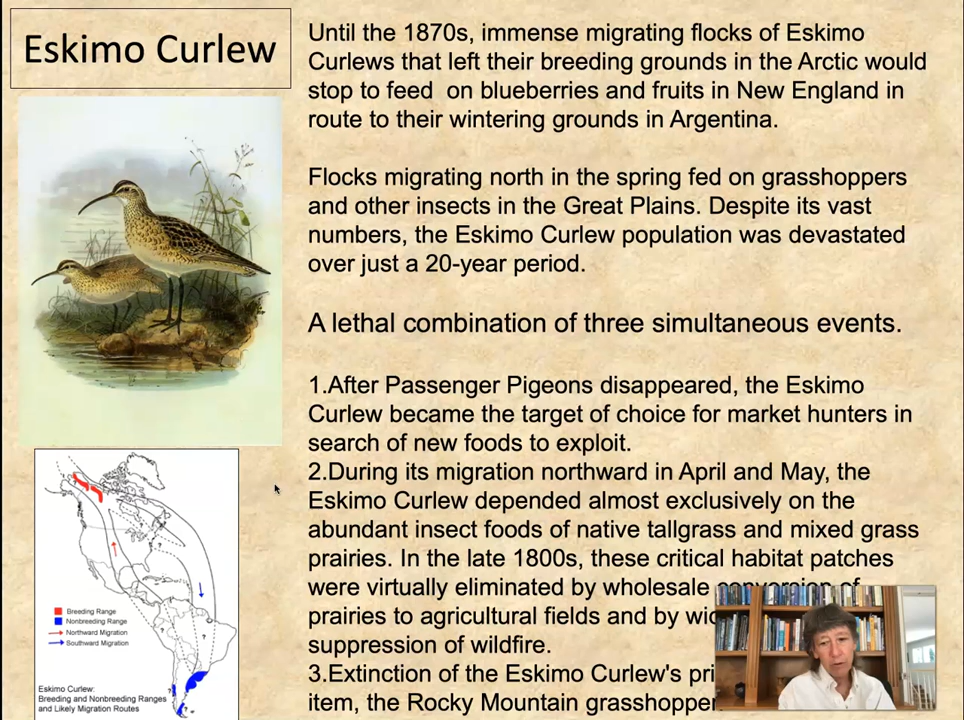 Eskimo Curlew
Until the 1870s, immense migrating flocks of Eskimo
Curlews that left their breeding grounds in the Arctic would
stop to feed  on blueberries and fruits in New England in
route to their wintering grounds in Argentina.
Flocks migrating north in the spring fed on grasshoppers
and other insects in the Great Plains. Despite its vast
numbers, the Eskimo Curlew population was devastated
over just a 20-year period.
A lethal combination of three simultaneous events.
1.After Passenger Pigeons disappeared, the Eskimo
Curlew became the target of choice for market hunters in
search of new foods to exploit.
2.During its migration northward in April and May, the
Eskimo Curlew depended almost exclusively on the
abundant insect foods of native tallgrass and mixed grass
prairies. In the late 1800s, these critical habitat patches
were virtually eliminated by wholesale conversion of
prairies to agricultural fields and by
suppression of wildfire.
3.Extinction of the Eskimo Curlew's
item, the Rocky Mountain grasshopper
Breeding Range
Nonbreeding Range
Northward Migration
Southward Migration
Eskimo Curlew:
Breeding and Nonbreeding Ranges
and Likely Migration Routes